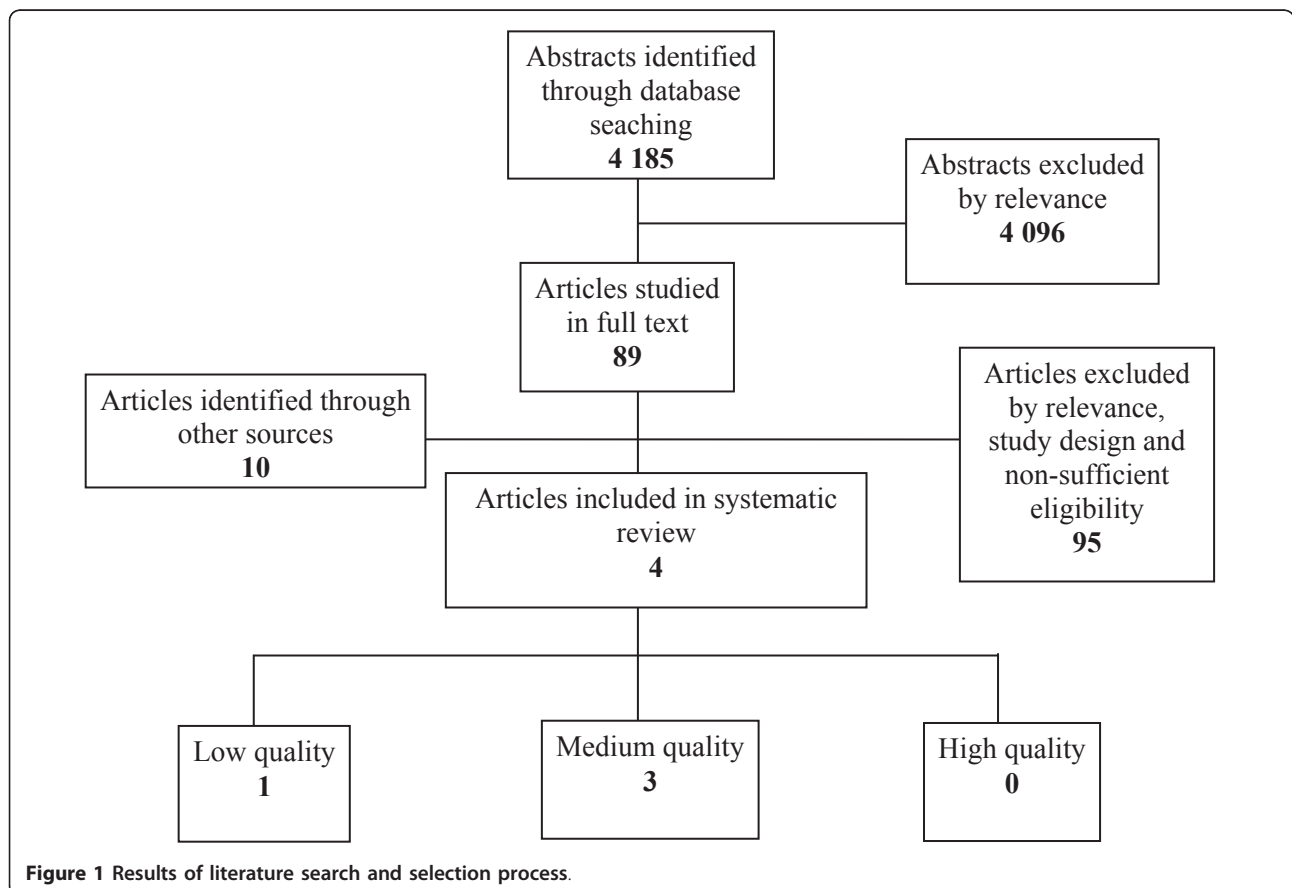 Abstracts identified
through database
seaching
4 185
Abstracts excluded
by relevance
4 096
Articles studied
in full text
89
Articles identified through
other sources
10
Articles excluded
by relevance,
study design and
non-sufficient
eligibility
95
Articles included in systematic
review
4
Low quality
1
Medium quality
3
High quality
0
Figure 1 Results of literature search and selection process.